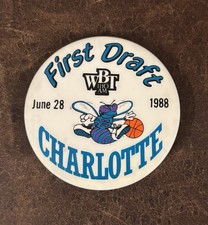 First Draft
WBT
June 28
1988
CHARLOTTE